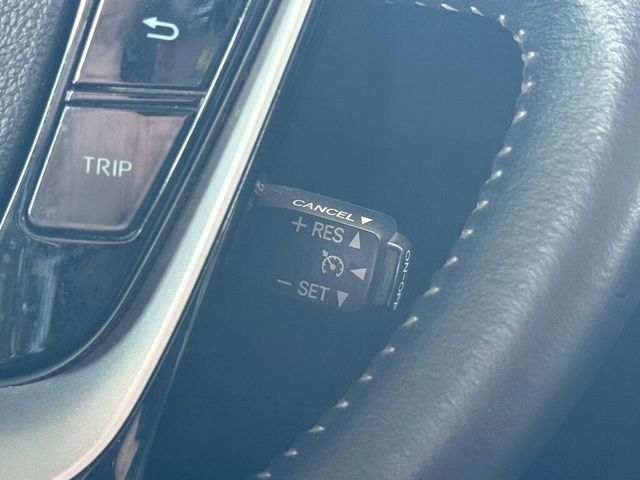 TRIP
CANCEL
+ RES
- SET
ON-OFF